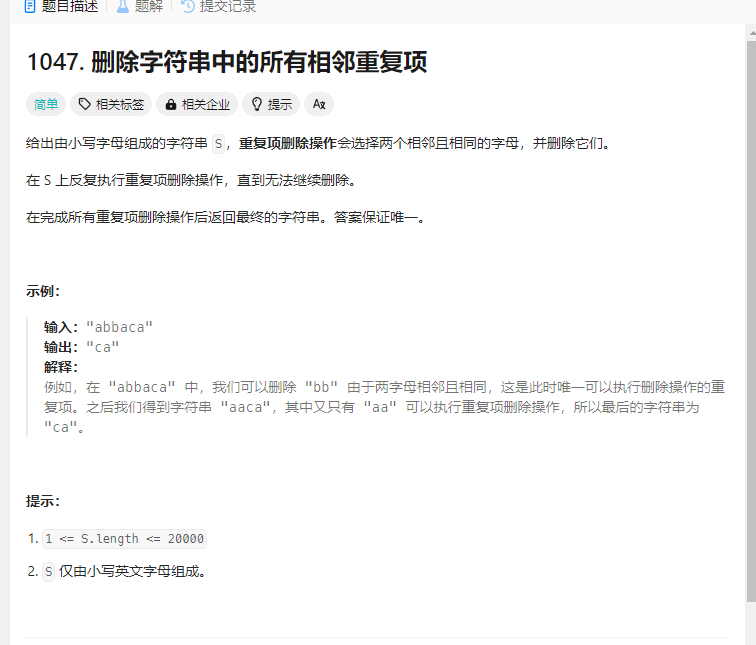 题目描述 题解 提交记录
1047. 删除字符串中的所有相邻重复项
简单 相关标签 相关企业 提示 A文
给出由小写字母组成的字符串 S，重复项删除操作会选择两个相邻且相同的字母，并删除它们。
在 S 上反复执行重复项删除操作，直到无法继续删除。
在完成所有重复项删除操作后返回最终的字符串。答案保证唯一。
示例：
输入："abbaca"
输出："ca"
解释：
例如，在 "abbaca" 中，我们可以删除 "bb" 由于两字母相邻且相同，这是此时唯一可以执行删除操作的重
复项。之后我们得到字符串 "aaca"，其中又只有 "aa" 可以执行重复项删除操作，所以最后的字符串为
"ca"。
提示：
1. 1 <= S.length <= 20000
2. S 仅由小写英文字母组成。